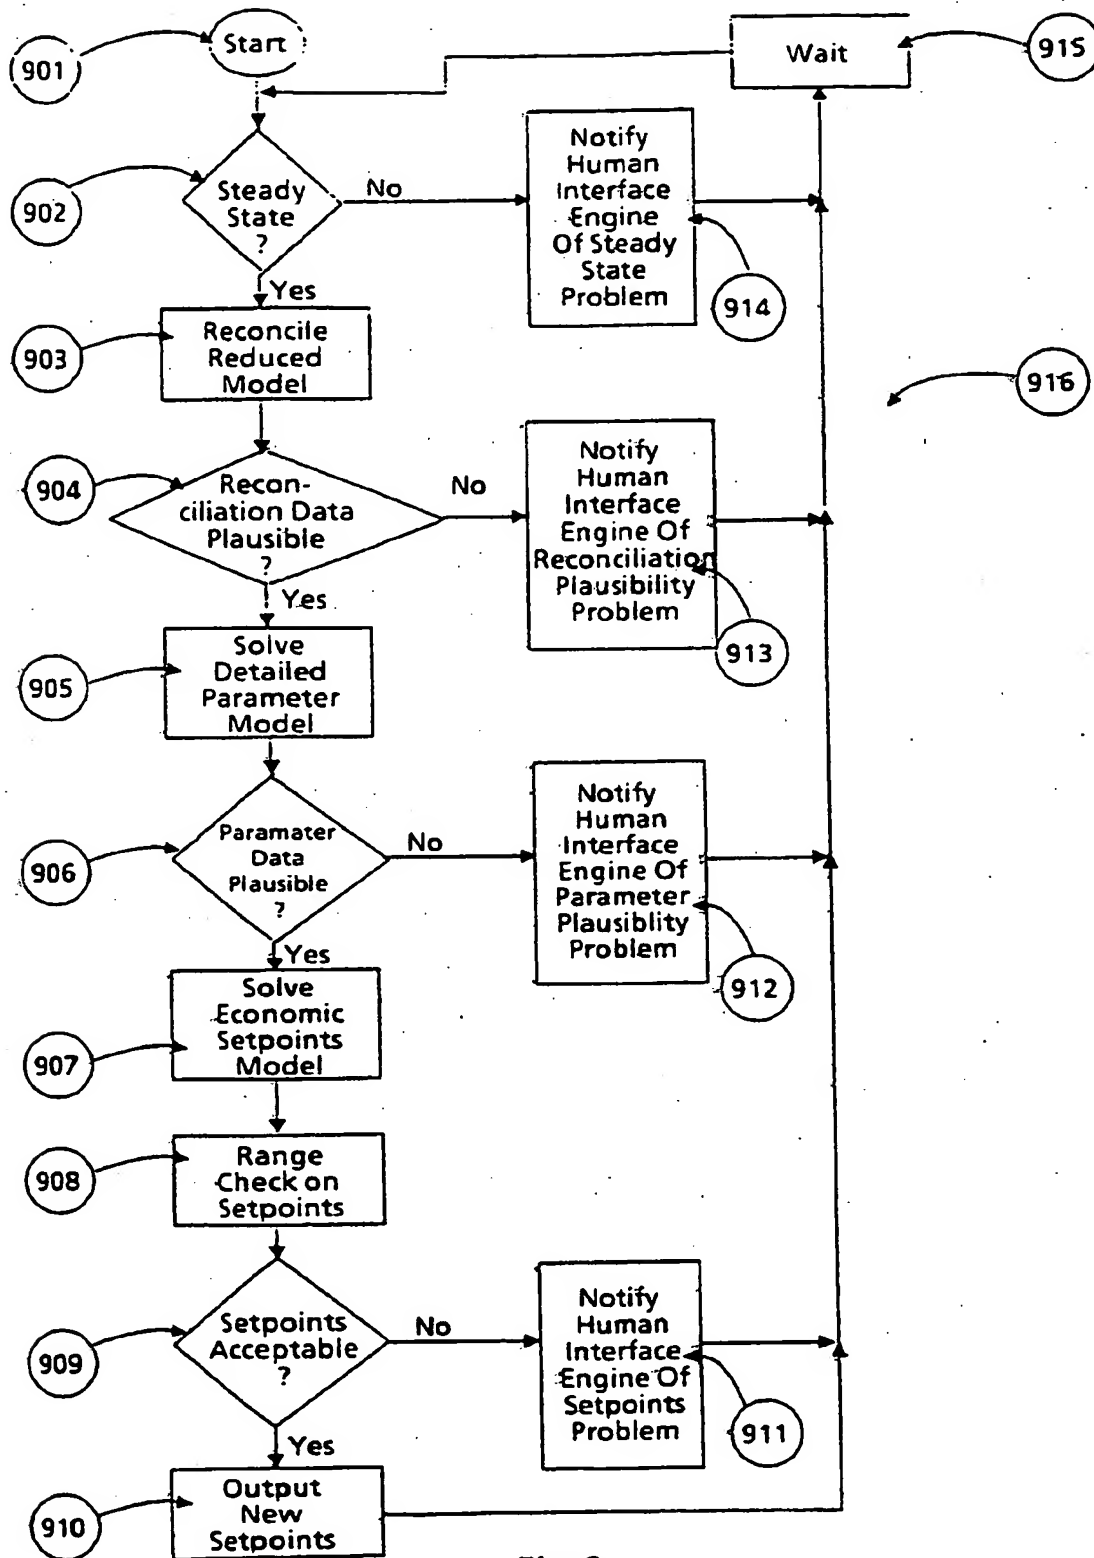 Start
901
Wait
915
Steady
State
?
902
No
Notify
Human
Interface
Engine
Of Steady
State
Problem
914
Yes
Reconcile
Reduced
Model
903
916
Recon-
ciliation Data
Plausible
?
904
No
Notify
Human
Interface
Engine Of
Reconciliation
Plausibility
Problem
913
Yes
Solve
Detailed
Parameter
Model
905
Paramater
Data
Plausible
?
906
No
Notify
Human
Interface
Engine Of
Parameter
Plausiblity
Problem
912
Yes
Solve
Economic
Setpoints
Model
907
Range
Check on
Setpoints
908
Setpoints
Acceptable
?
909
No
Notify
Human
Interface
Engine Of
Setpoints
Problem
911
Yes
Output
New
Setpoints
910